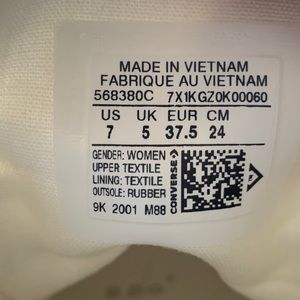 MADE IN VIETNAM
FABRIQUE AU VIETNAM
568380C 7X1KGZ0K00060
US UK EUR CM
7 5 37.5 24
GENDER: WOMEN
UPPER TEXTILE
LINING: TEXTILE
OUTSOLE: RUBBER
CONVERSE
9K 2001 M88